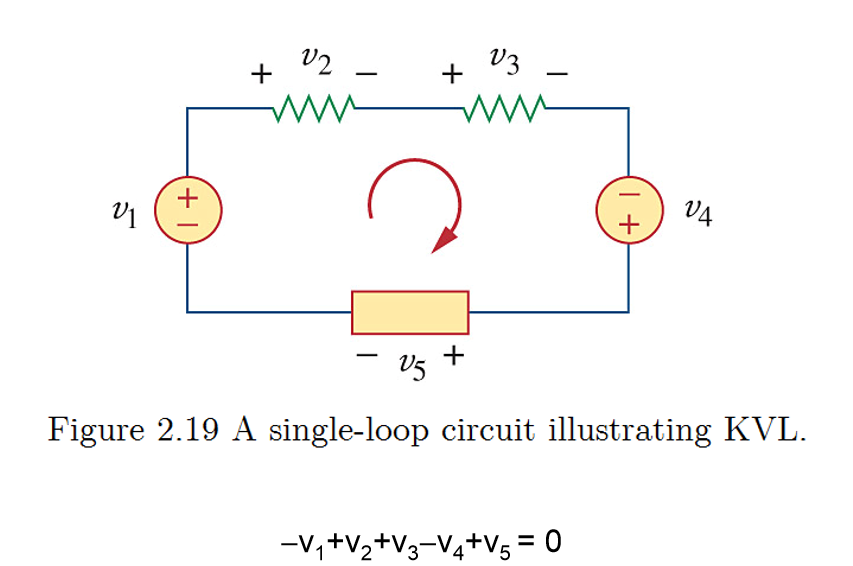 + v2 − + v3 −
v1 + − − + v4
− v5 +
Figure 2.19 A single-loop circuit illustrating KVL.
–v1+v2+v3–v4+v5 = 0